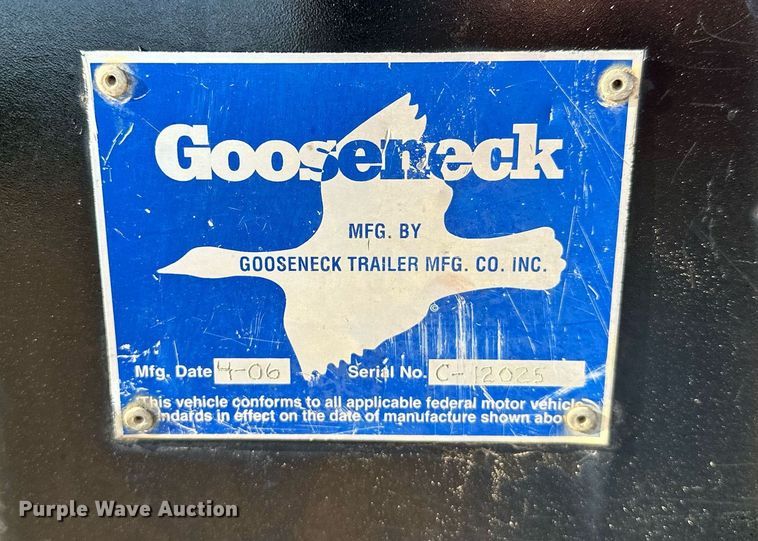 Gooseneck
MFG. BY
GOOSENECK TRAILER MFG. CO. INC.
®
Mfg. Date 4-06 Serial No. C-12025
This vehicle conforms to all applicable federal motor vehicle
standards in effect on the date of manufacture shown above
Purple Wave Auction